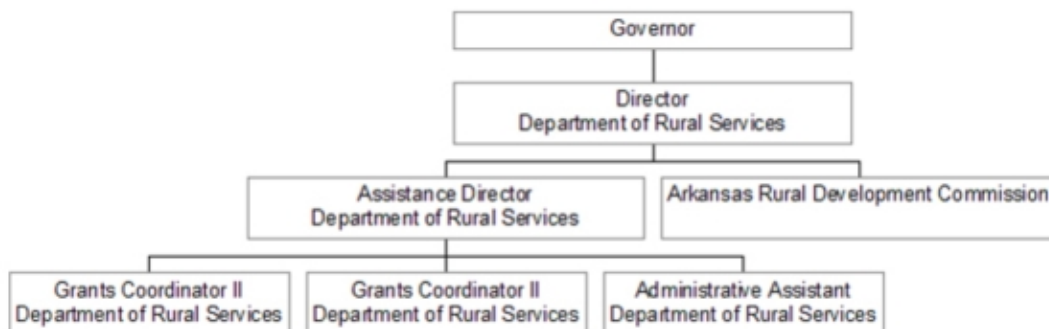 Governor
Director
Department of Rural Services
Assistance Director
Department of Rural Services
Arkansas Rural Development Commission
Grants Coordinator II
Department of Rural Services
Grants Coordinator II
Department of Rural Services
Administrative Assistant
Department of Rural Services